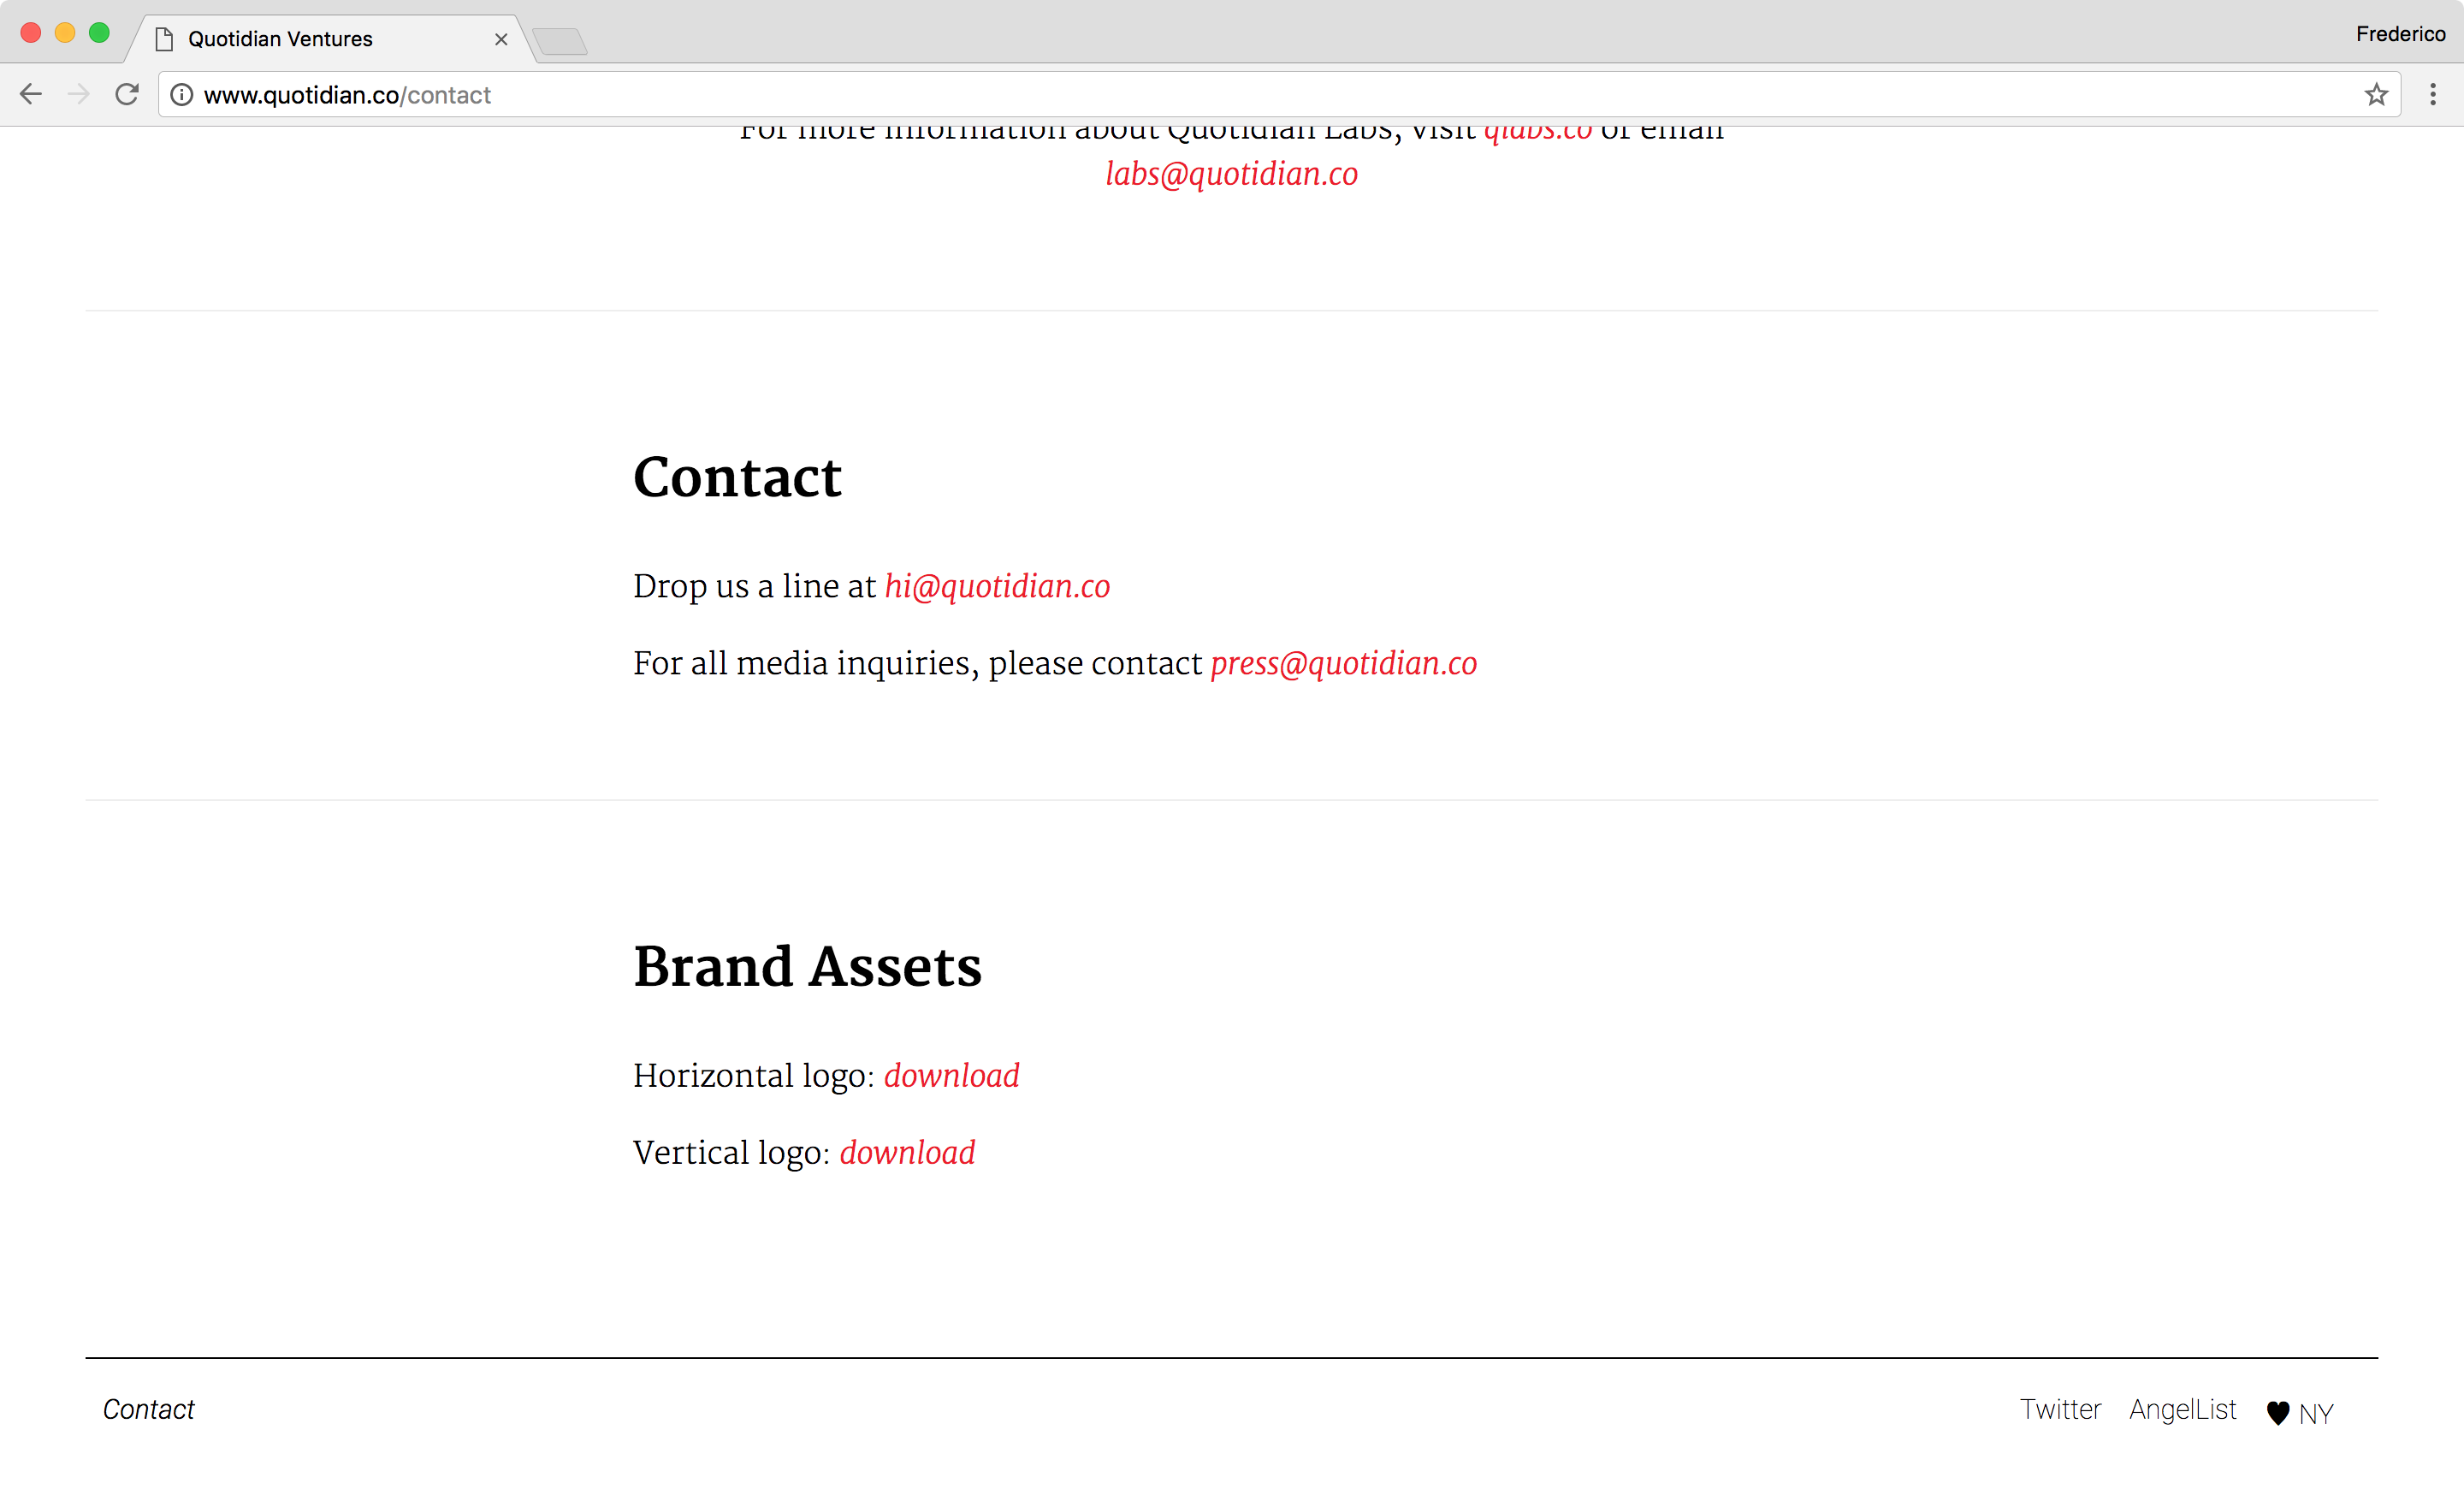 Quotidian Ventures
Frederico
www.quotidian.co/contact
For more information about Quotidian Labs, visit qlabs.co or email
labs@quotidian.co
Contact
Drop us a line at hi@quotidian.co
For all media inquiries, please contact press@quotidian.co
Brand Assets
Horizontal logo: download
Vertical logo: download
Contact
Twitter AngelList ♥ NY